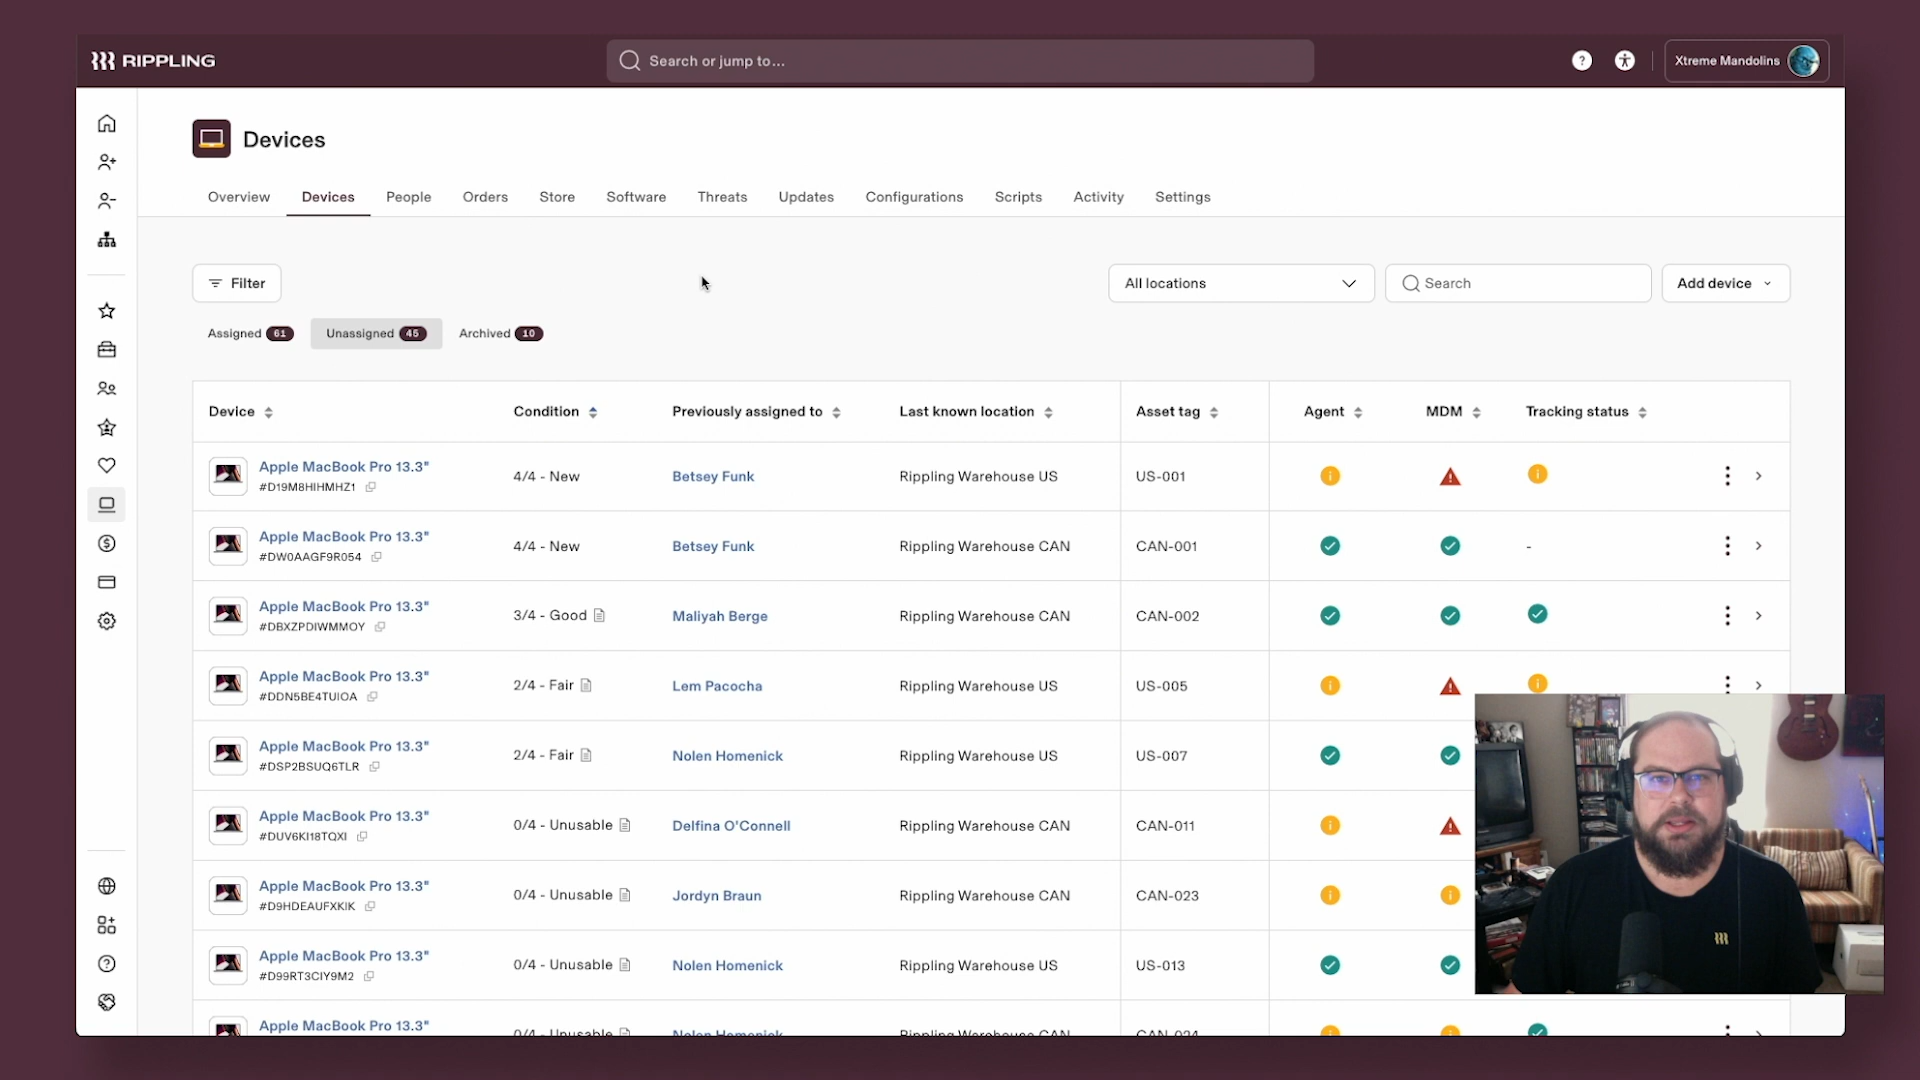 RIPPLING
Search or jump to...
Xtreme Mandolins
Devices
Overview Devices People Orders Store Software Threats Updates Configurations Scripts Activity Settings
Filter
All locations
Search
Add device
Assigned 61 Unassigned 45 Archived 10
Device Condition Previously assigned to Last known location Asset tag Agent MDM Tracking status
Apple MacBook Pro 13.3"
#D19M8HIHMHZ1
4/4 - New Betsey Funk Rippling Warehouse US US-001
Apple MacBook Pro 13.3"
#DW0AAGF9R054
4/4 - New Betsey Funk Rippling Warehouse CAN CAN-001 -
Apple MacBook Pro 13.3"
#DBXZPDIWMMOY
3/4 - Good Maliyah Berge Rippling Warehouse CAN CAN-002
Apple MacBook Pro 13.3"
#DDN5BE4TUIOA
2/4 - Fair Lem Pacocha Rippling Warehouse US US-005
Apple MacBook Pro 13.3"
#DSP2BSUQ6TLR
2/4 - Fair Nolen Homenick Rippling Warehouse US US-007
Apple MacBook Pro 13.3"
#DUV6KI18TQXI
0/4 - Unusable Delfina O'Connell Rippling Warehouse CAN CAN-011
Apple MacBook Pro 13.3"
#D9HDEAUFXKIK
0/4 - Unusable Jordyn Braun Rippling Warehouse CAN CAN-023
Apple MacBook Pro 13.3"
#D99RT3CIY9M2
0/4 - Unusable Nolen Homenick Rippling Warehouse US US-013
Apple MacBook Pro 13.3"
0/4 - Unusable Nolen Homenick Rippling Warehouse CAN CAN-024